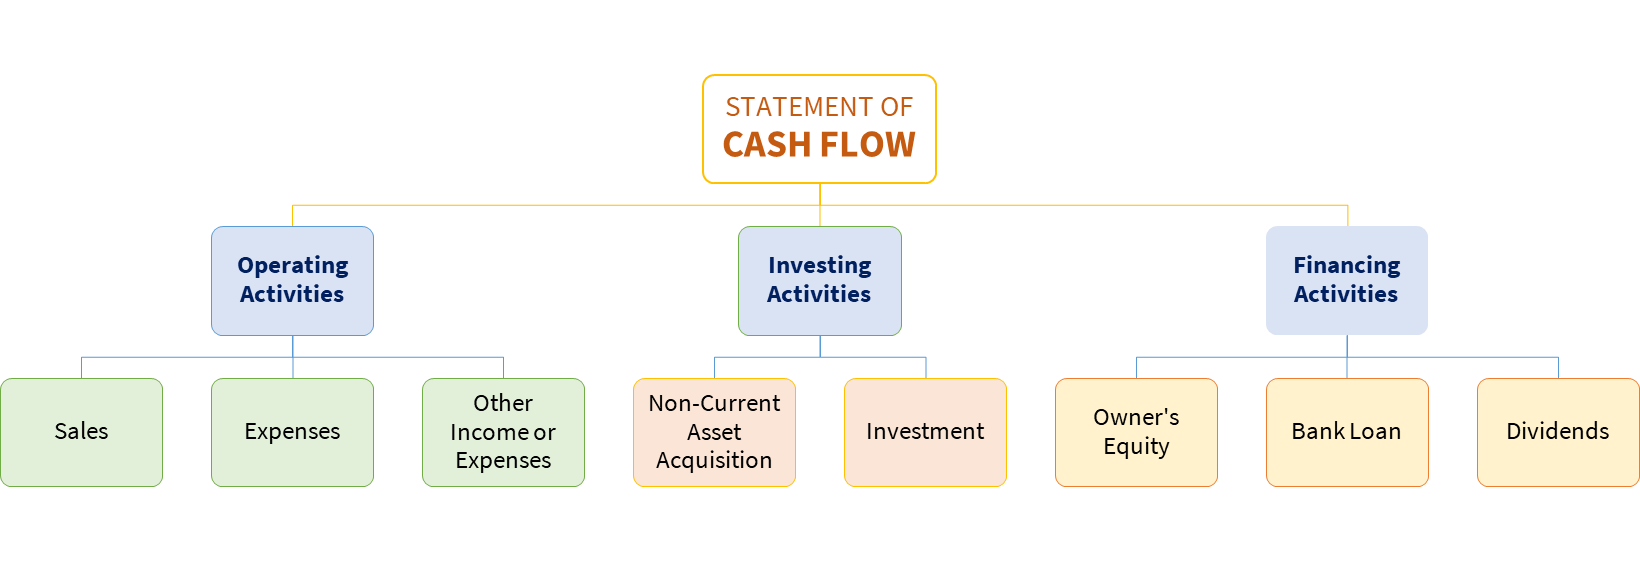 STATEMENT OF
CASH FLOW
Operating
Activities
Investing
Activities
Financing
Activities
Sales
Expenses
Other
Income or
Expenses
Non-Current
Asset
Acquisition
Investment
Owner's
Equity
Bank Loan
Dividends